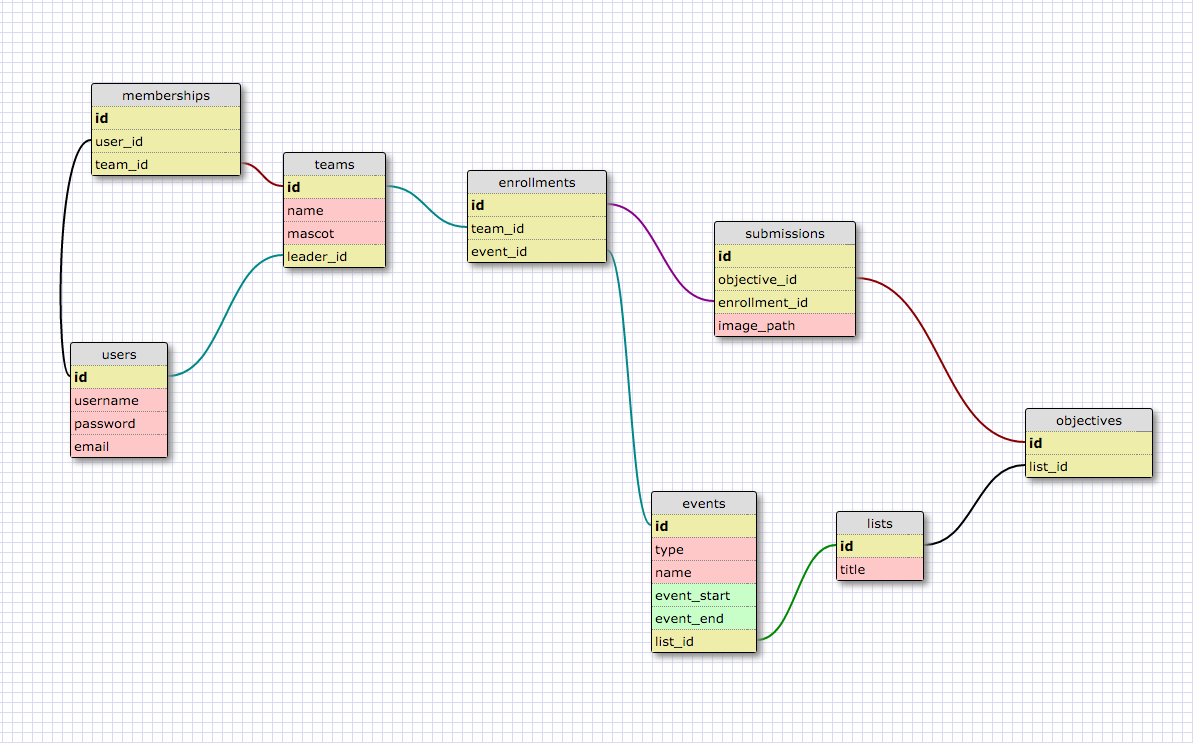 memberships
id
user_id
team_id
teams
id
name
mascot
leader_id
enrollments
id
team_id
event_id
submissions
id
objective_id
enrollment_id
image_path
users
id
username
password
email
objectives
id
list_id
events
id
type
name
event_start
event_end
list_id
lists
id
title